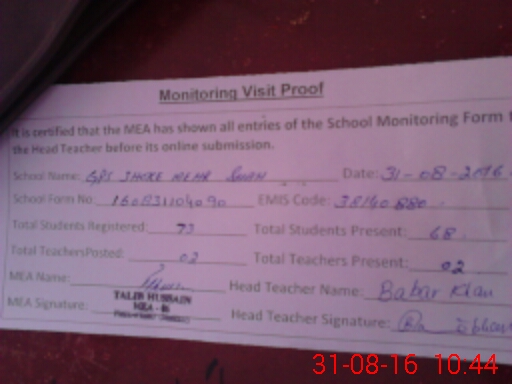 Monitoring Visit Proof
It is certified that the MEA has shown all entries of the School Monitoring Form
the Head Teacher before its online submission.
School Name: GPS Date: 31-08-2016
School Form No: 160831104090 EMIS Code: 38140880
Total Students Registered: 73 Total Students Present: 68
Total TeachersPosted: 02 Total Teachers Present: 02
MEA Name: Head Teacher Name: Babar Khan
TALIB HUSSAIN
MEA Signature: Head Teacher Signature:
31-08-16 10:44